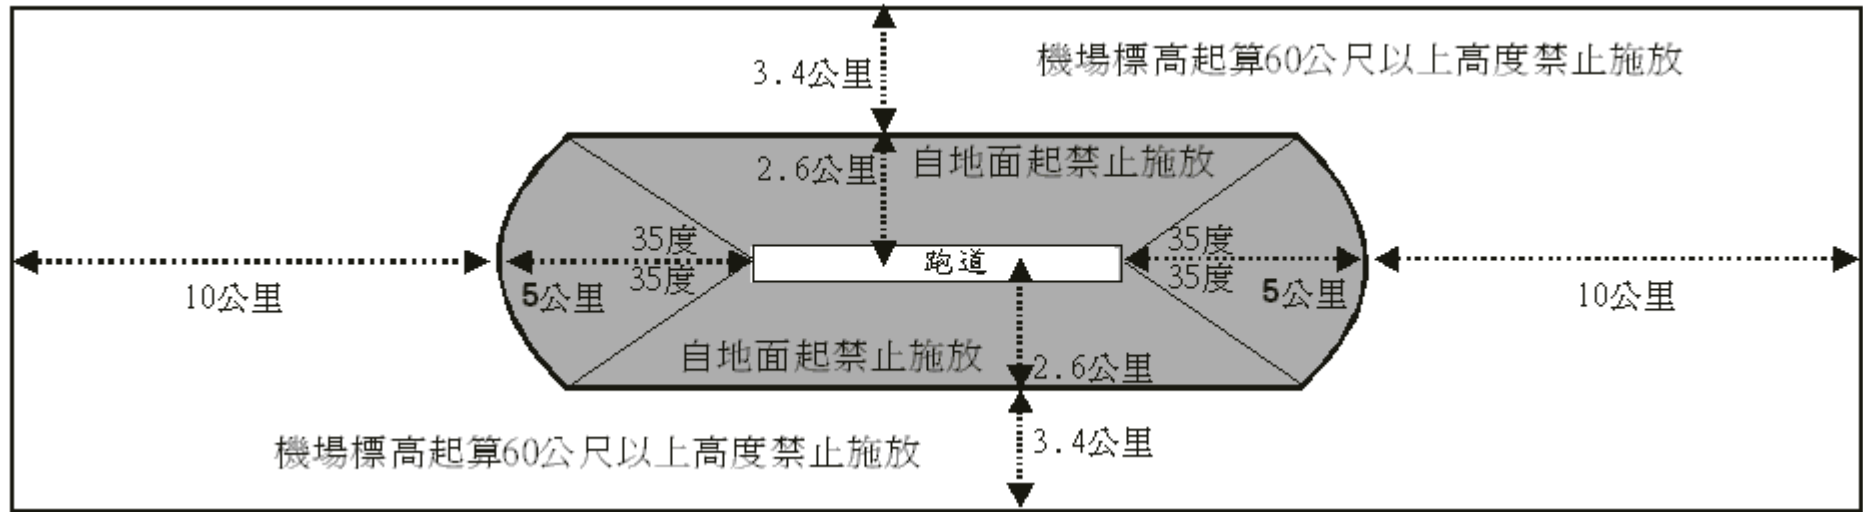 機場標高起算60公尺以上高度禁止施放
3.4公里
2.6公里
自地面起禁止施放
35度
35度
跑道
35度
35度
10公里
5公里
5公里
10公里
自地面起禁止施放
2.6公里
機場標高起算60公尺以上高度禁止施放
3.4公里